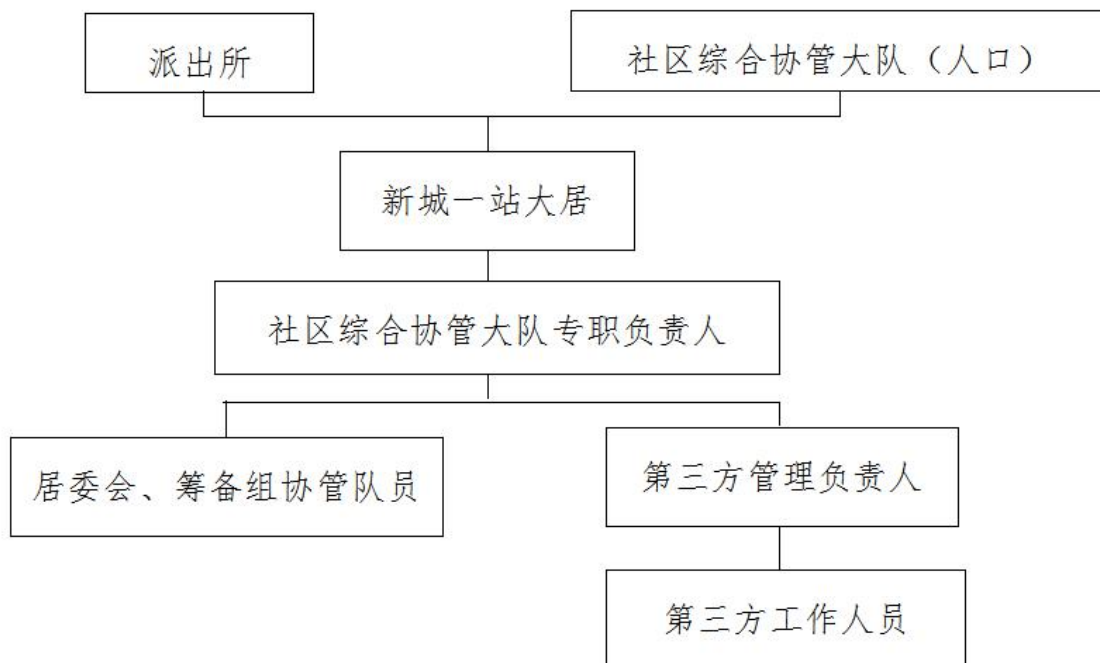 派出所
社区综合协管大队（人口）
新城一站大居
社区综合协管大队专职负责人
居委会、筹备组协管队员
第三方管理负责人
第三方工作人员